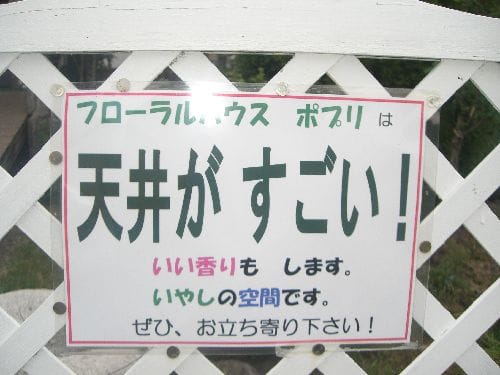 フローラルハウス ポプリ は
天井が すごい!
いい香りも します。
いやしの空間です。
ぜひ、お立ち寄り下さい!